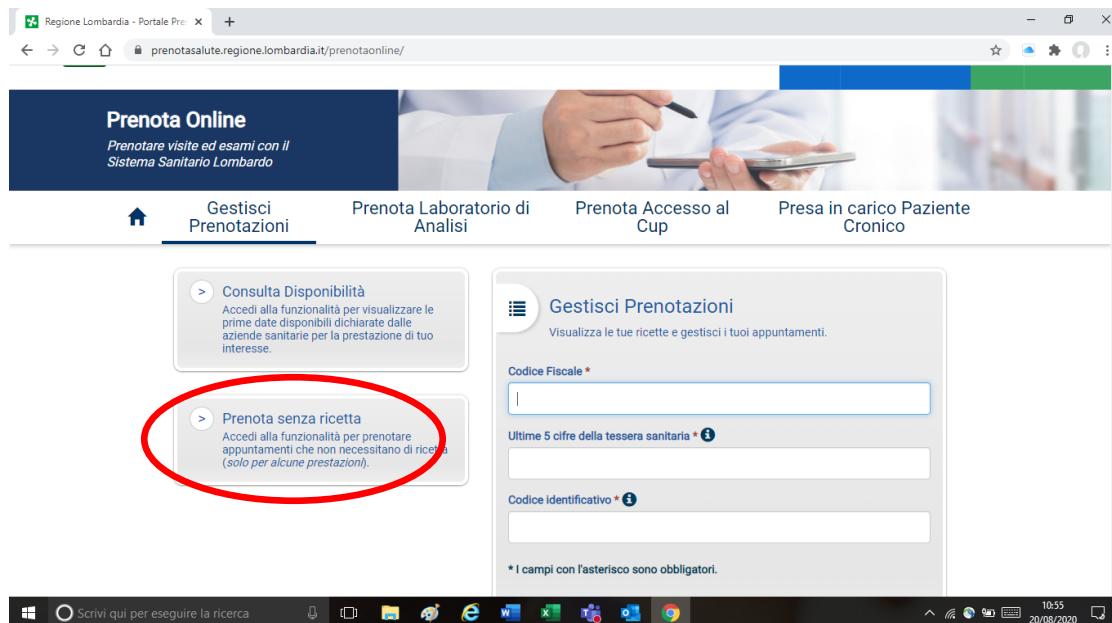 Regione Lombardia - Portale Pre
prenotasalute.regione.lombardia.it/prenotaonline/
Prenota Online
Prenotare visite ed esami con il
Sistema Sanitario Lombardo
Gestisci
Prenotazioni
Prenota Laboratorio di
Analisi
Prenota Accesso al
Cup
Presa in carico Paziente
Cronico
Consulta Disponibilità
Accedi alla funzionalità per visualizzare le
prime date disponibili dichiarate dalle
aziende sanitarie per la prestazione di tuo
interesse.
Prenota senza ricetta
Accedi alla funzionalità per prenotare
appuntamenti che non necessitano di ricetta
(solo per alcune prestazioni).
Gestisci Prenotazioni
Visualizza le tue ricette e gestisci i tuoi appuntamenti.
Codice Fiscale *
Ultime 5 cifre della tessera sanitaria *
Codice identificativo *
* I campi con l'asterisco sono obbligatori.
Scrivi qui per eseguire la ricerca
10:55
20/08/2020